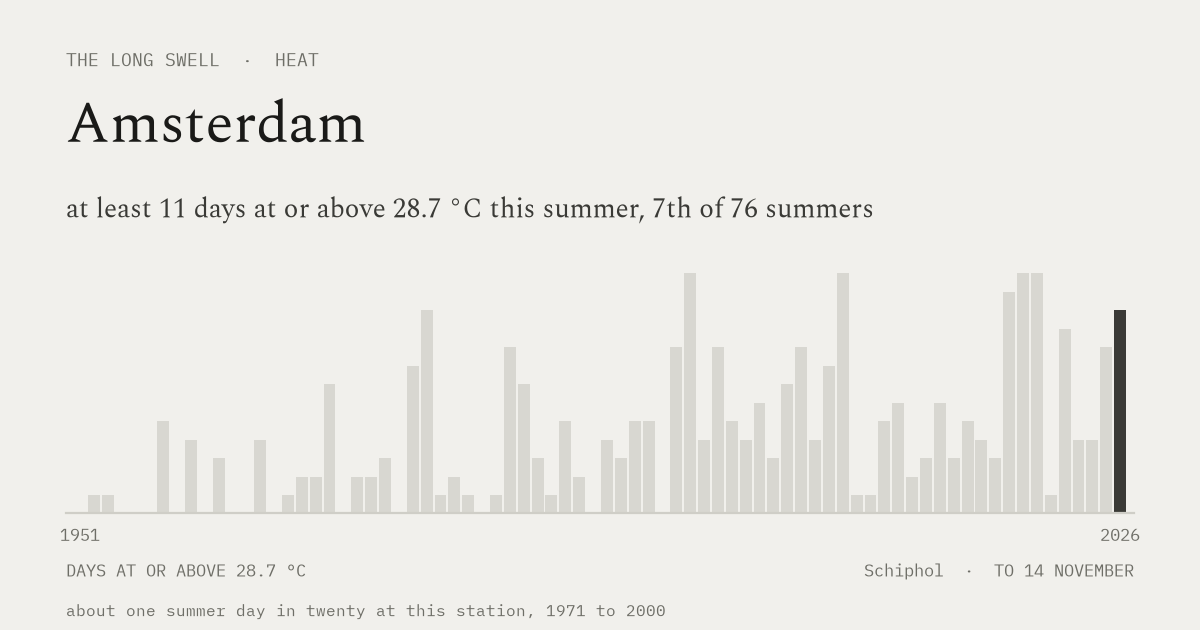 THE LONG SWELL · HEAT
Amsterdam
at least 11 days at or above 28.7 °C this summer, 7th of 76 summers
1951 2026
DAYS AT OR ABOVE 28.7 °C Schiphol · TO 14 NOVEMBER
about one summer day in twenty at this station, 1971 to 2000